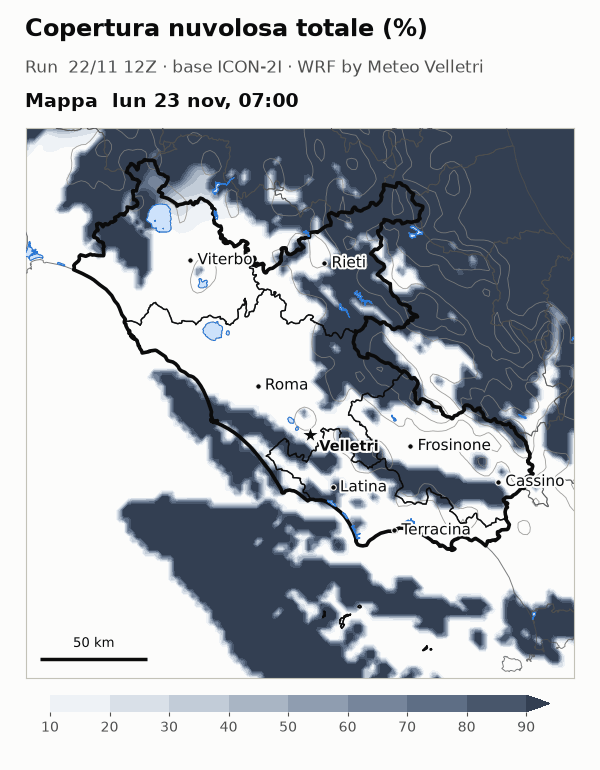 Copertura nuvolosa totale (%)
Run  22/11 12Z · base ICON-2I · WRF by Meteo Velletri
Mappa  lun 23 nov, 07:00
Viterbo
Rieti
Roma
Velletri
Frosinone
Latina
Cassino
Terracina
50 km
10 20 30 40 50 60 70 80 90